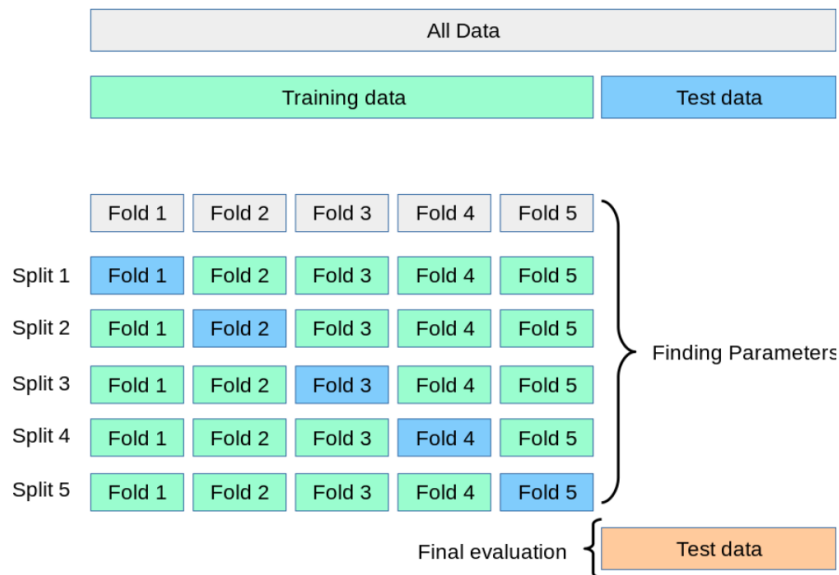 All Data
Training data Test data
Fold 1 Fold 2 Fold 3 Fold 4 Fold 5
Split 1 Fold 1 Fold 2 Fold 3 Fold 4 Fold 5
Split 2 Fold 1 Fold 2 Fold 3 Fold 4 Fold 5
Finding Parameters
Split 3 Fold 1 Fold 2 Fold 3 Fold 4 Fold 5
Split 4 Fold 1 Fold 2 Fold 3 Fold 4 Fold 5
Split 5 Fold 1 Fold 2 Fold 3 Fold 4 Fold 5
Final evaluation Test data